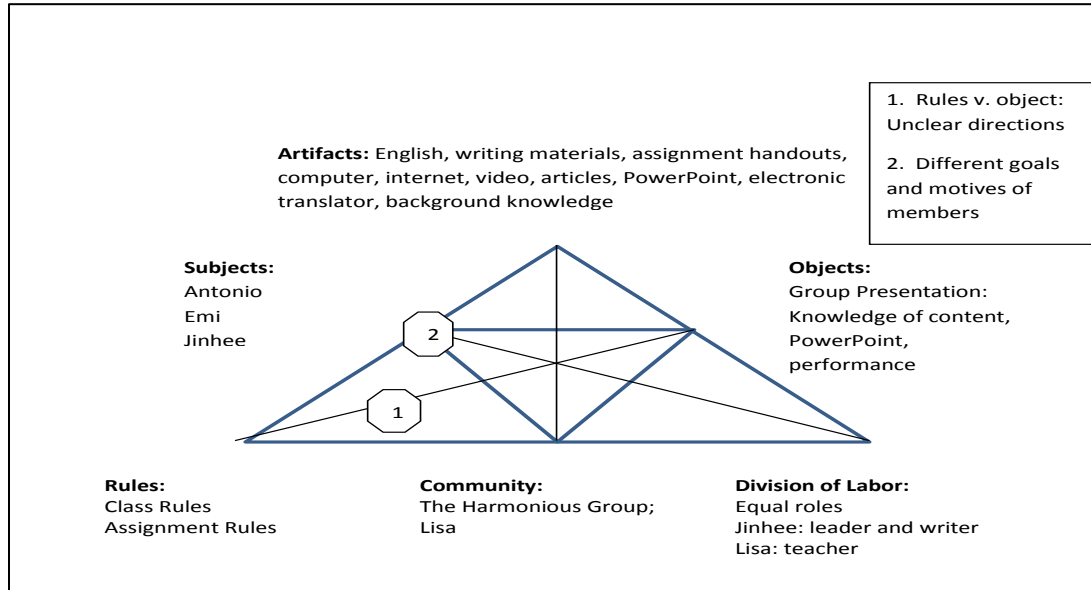 1. Rules v. object:
Unclear directions
2. Different goals
and motives of
members
Artifacts: English, writing materials, assignment handouts,
computer, internet, video, articles, PowerPoint, electronic
translator, background knowledge
Subjects:
Antonio
Emi
Jinhee
Objects:
Group Presentation:
Knowledge of content,
PowerPoint,
performance
2
1
Rules:
Class Rules
Assignment Rules
Community:
The Harmonious Group;
Lisa
Division of Labor:
Equal roles
Jinhee: leader and writer
Lisa: teacher